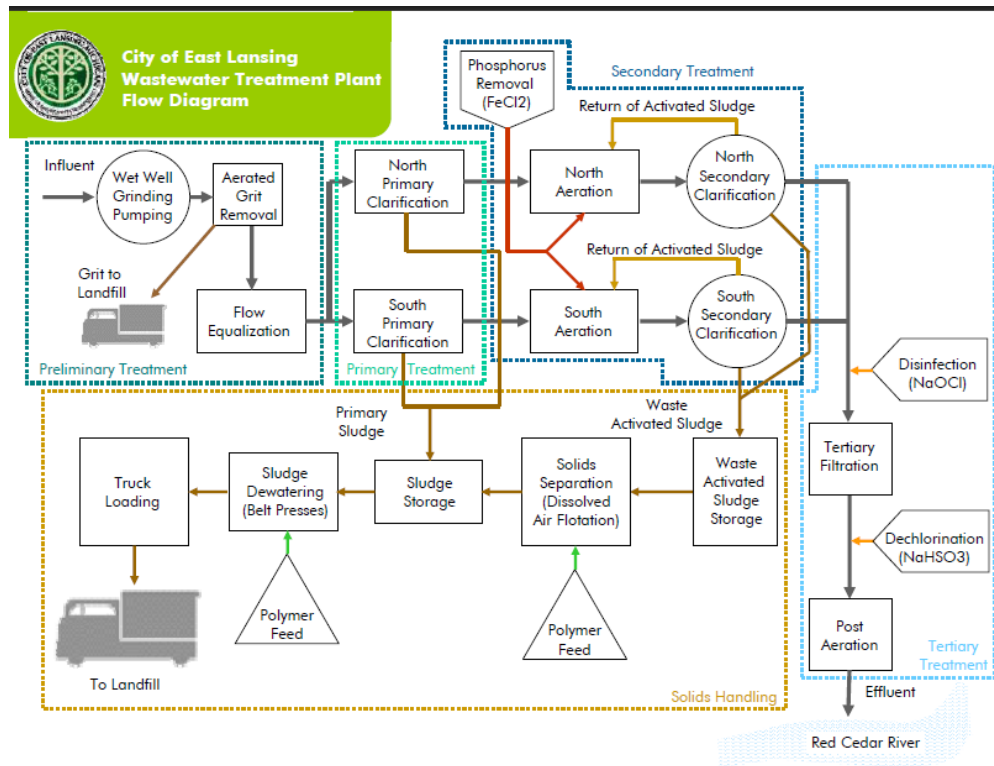 City of East Lansing
Wastewater Treatment Plant
Flow Diagram
Phosphorus
Removal
(FeCl2)
Secondary Treatment
Return of Activated Sludge
Influent
Wet Well
Grinding
Pumping
Aerated
Grit
Removal
North
Primary
Clarification
North
Aeration
North
Secondary
Clarification
Return of Activated Sludge
Grit to
Landfill
Flow
Equalization
South
Primary
Clarification
South
Aeration
South
Secondary
Clarification
Preliminary Treatment
Primary Treatment
Disinfection
(NaOCl)
Primary
Sludge
Waste
Activated Sludge
Truck
Loading
Sludge
Dewatering
(Belt Presses)
Sludge
Storage
Solids
Separation
(Dissolved
Air Flotation)
Waste
Activated
Sludge
Storage
Tertiary
Filtration
Dechlorination
(NaHSO3)
Polymer
Feed
Polymer
Feed
Post
Aeration
Tertiary
Treatment
To Landfill
Solids Handling
Effluent
Red Cedar River